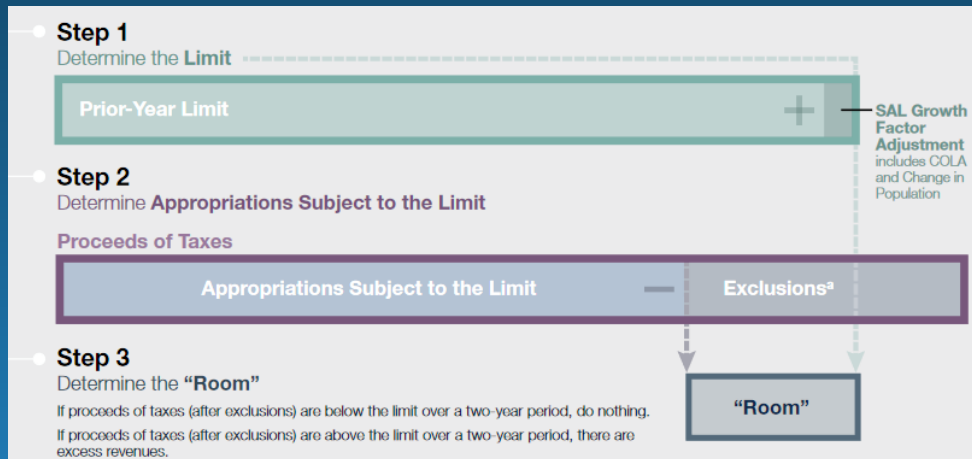 Step 1
Determine the Limit
Prior-Year Limit +
SAL Growth
Factor
Adjustment
includes COLA
and Change in
Population
Step 2
Determine Appropriations Subject to the Limit
Proceeds of Taxes
Appropriations Subject to the Limit — Exclusionsᵃ
Step 3
Determine the “Room”
If proceeds of taxes (after exclusions) are below the limit over a two-year period, do nothing.
If proceeds of taxes (after exclusions) are above the limit over a two-year period, there are
excess revenues.
“Room”